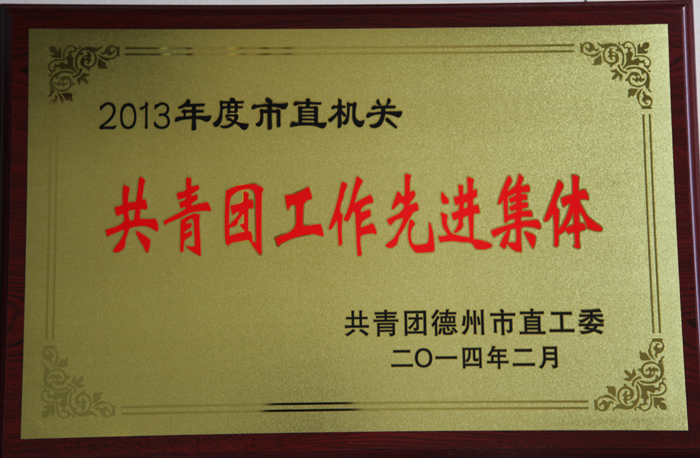 2013年度市直机关
共青团工作先进集体
共青团德州市直工委
二〇一四年二月